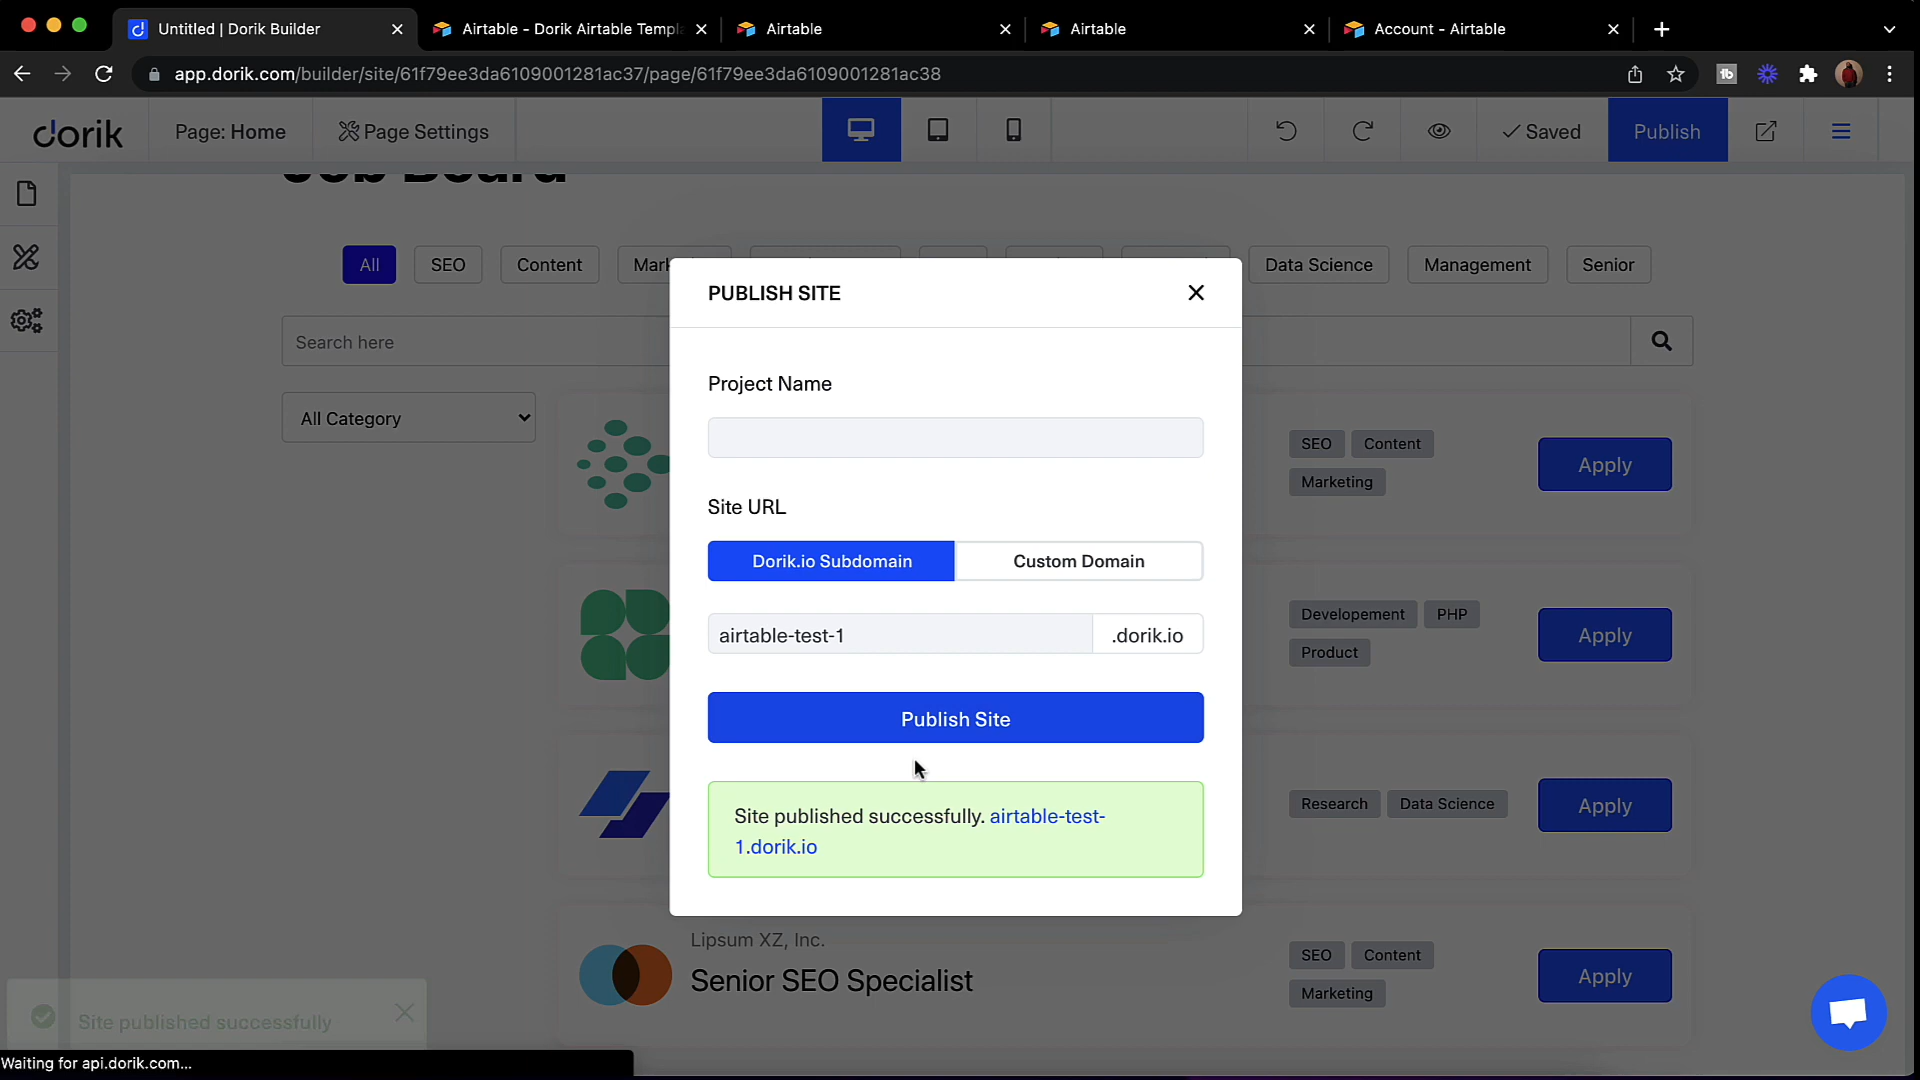 Untitled | Dorik Builder
Airtable - Dorik Airtable Templa
Airtable
Airtable
Account - Airtable
app.dorik.com/builder/site/61f79ee3da6109001281ac37/page/61f79ee3da6109001281ac38
dorik
Page: Home
Page Settings
Saved
Publish
Job Board
All
SEO
Content
Data Science
Management
Senior
Search here
All Category
PUBLISH SITE
Project Name
Site URL
Dorik.io Subdomain
Custom Domain
airtable-test-1
.dorik.io
Publish Site
Site published successfully. airtable-test-
1.dorik.io
SEO
Content
Marketing
Apply
Developement
PHP
Product
Apply
Research
Data Science
Apply
Lipsum XZ, Inc.
Senior SEO Specialist
SEO
Content
Marketing
Apply
Site published successfully
Waiting for api.dorik.com...